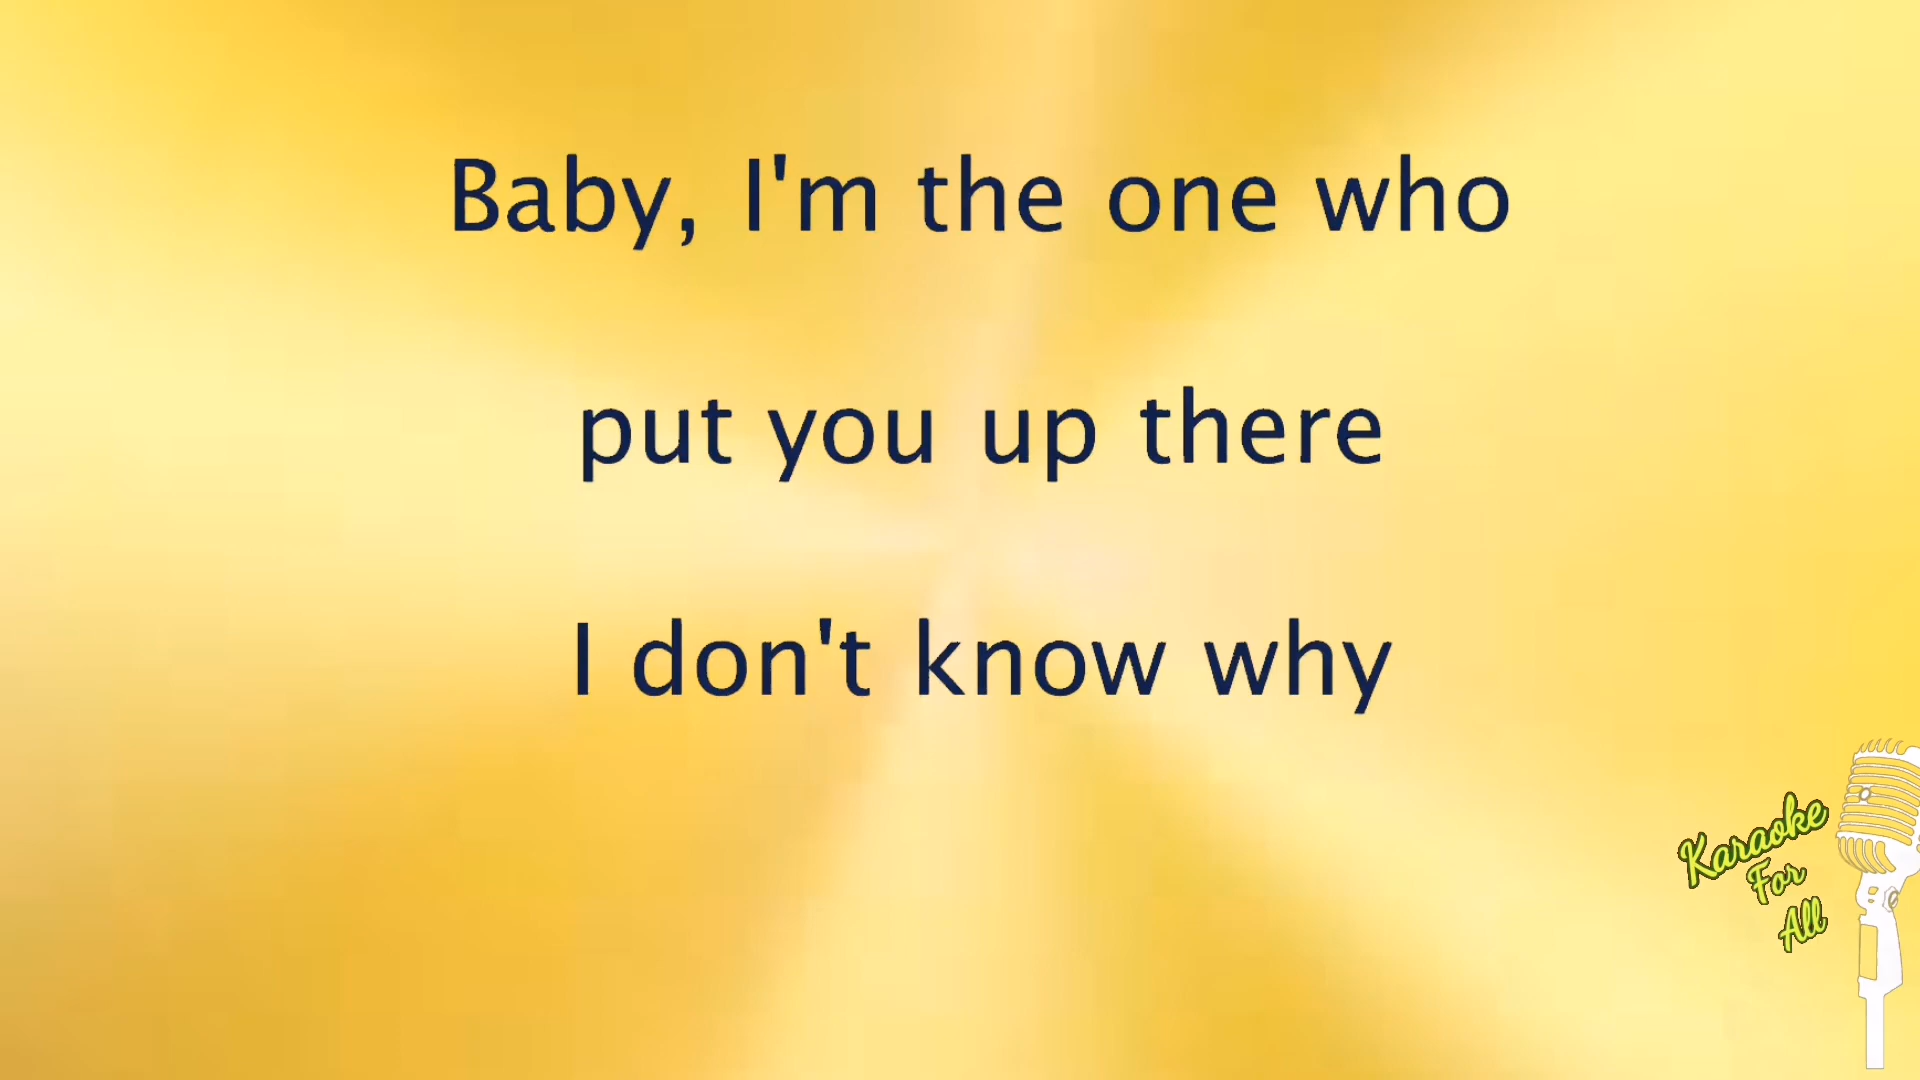 Baby, I'm the one who
put you up there
I don't know why
Karaoke
For
All